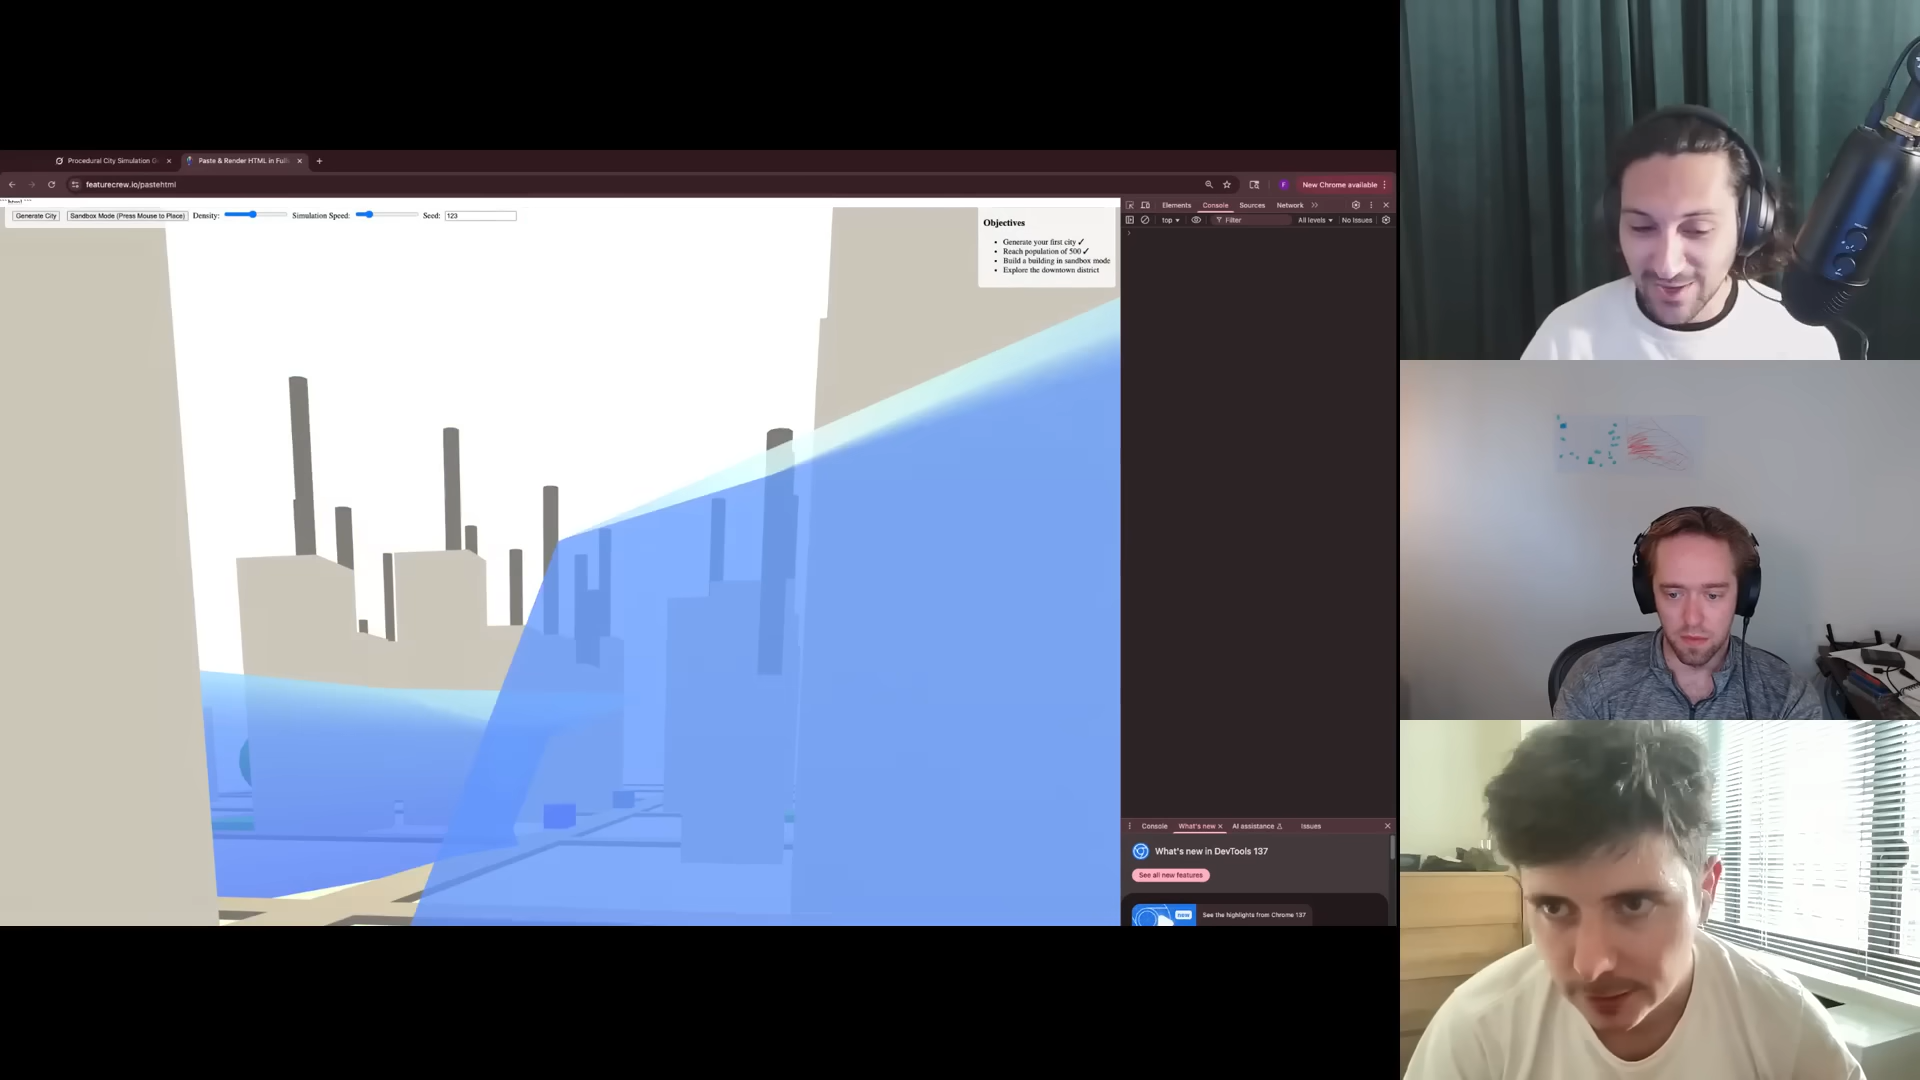 Procedural City Simulation G
Paste & Render HTML in Full
featurecrew.io/pastehtml
New Chrome available
Generate City
Sandbox Mode (Press Mouse to Place)
Density:
Simulation Speed:
Seed:
123
Objectives
Generate your first city ✓
Reach population of 500 ✓
Build a building in sandbox mode
Explore the downtown district
Elements
Console
Sources
Network
top
Filter
All levels
No Issues
Console
What's new
AI assistance
Issues
What's new in DevTools 137
See all new features
new
See the highlights from Chrome 137